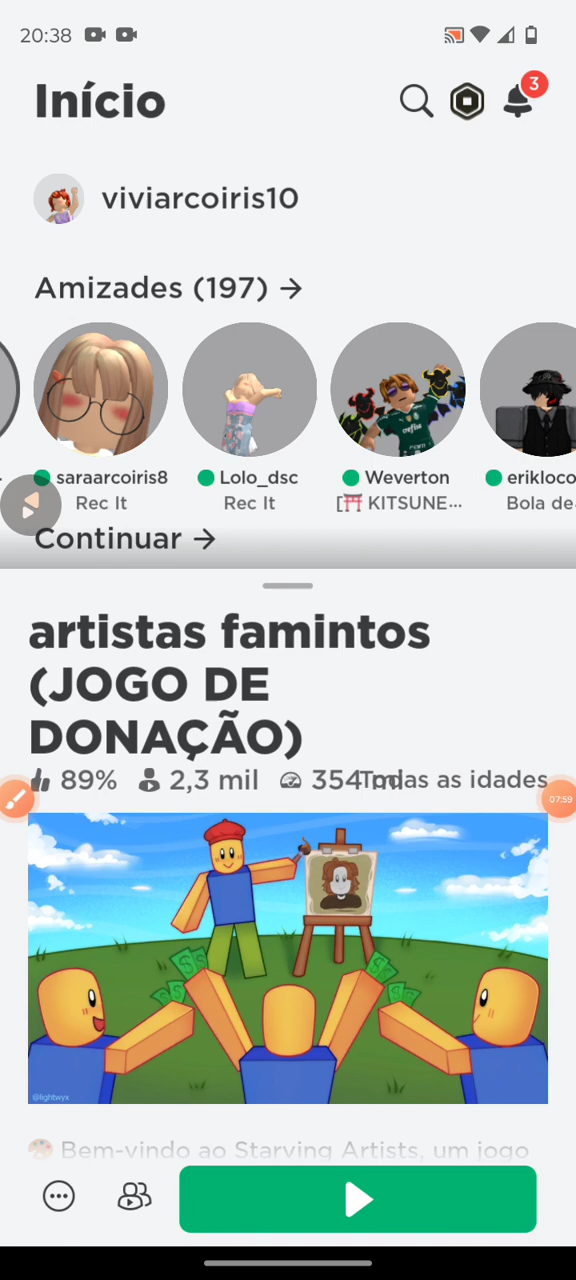 20:38
Início
3
viviarcoiris10
Amizades (197) →
saraarcoiris8
Lolo_dsc
Weverton
erikloco
Rec It
Rec It
[⛩️ KITSUNE...
Bola de
Continuar →
artistas famintos
(JOGO DE
DONAÇÃO)
89% 2,3 mil 354 Todas as idades
07:59
@lightwyx
🎨 Bem-vindo ao Starving Artists, um jogo